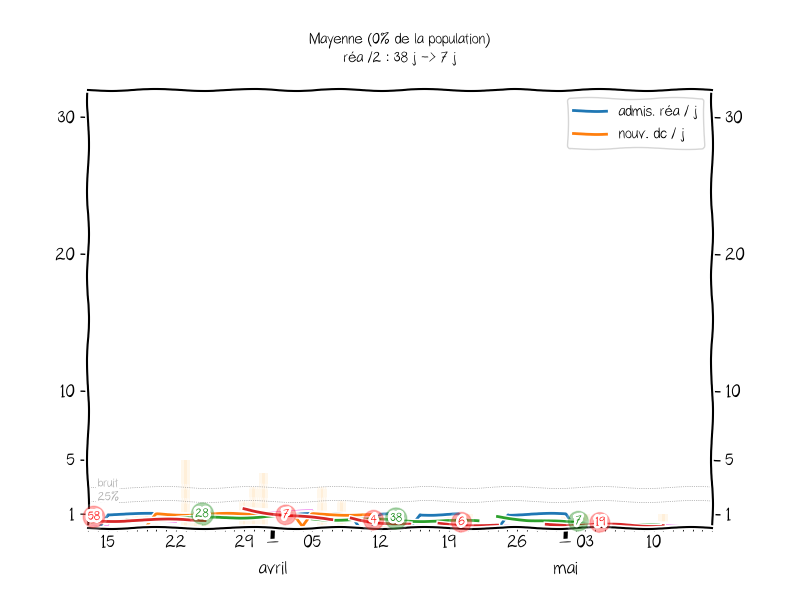 Mayenne (0% de la population)
réa /2 : 38 j -> 7 j
admis. réa / j
nouv. dc / j
30
30
20
20
10
10
5
5
bruit
25%
1
1
58
28
7
4
38
6
7
19
15 22 29 05 12 19 26 03 10
avril mai